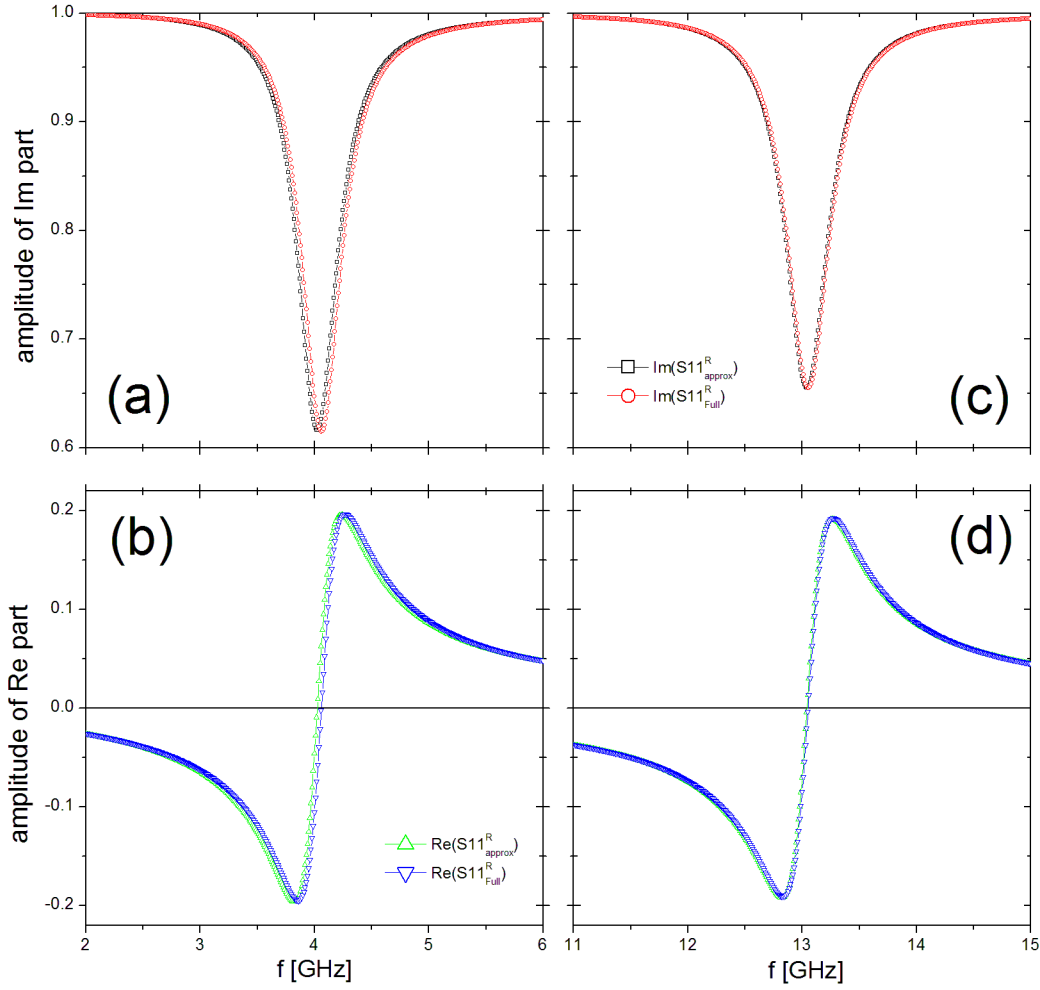 amplitude of Im part
1.0
0.9
0.8
0.7
0.6
(a)
(c)
Im(S11^R_approx)
Im(S11^R_Full)
amplitude of Re part
0.2
0.1
0.0
-0.1
-0.2
(b)
(d)
Re(S11^R_approx)
Re(S11^R_Full)
2 3 4 5 6
11 12 13 14 15
f [GHz]
f [GHz]